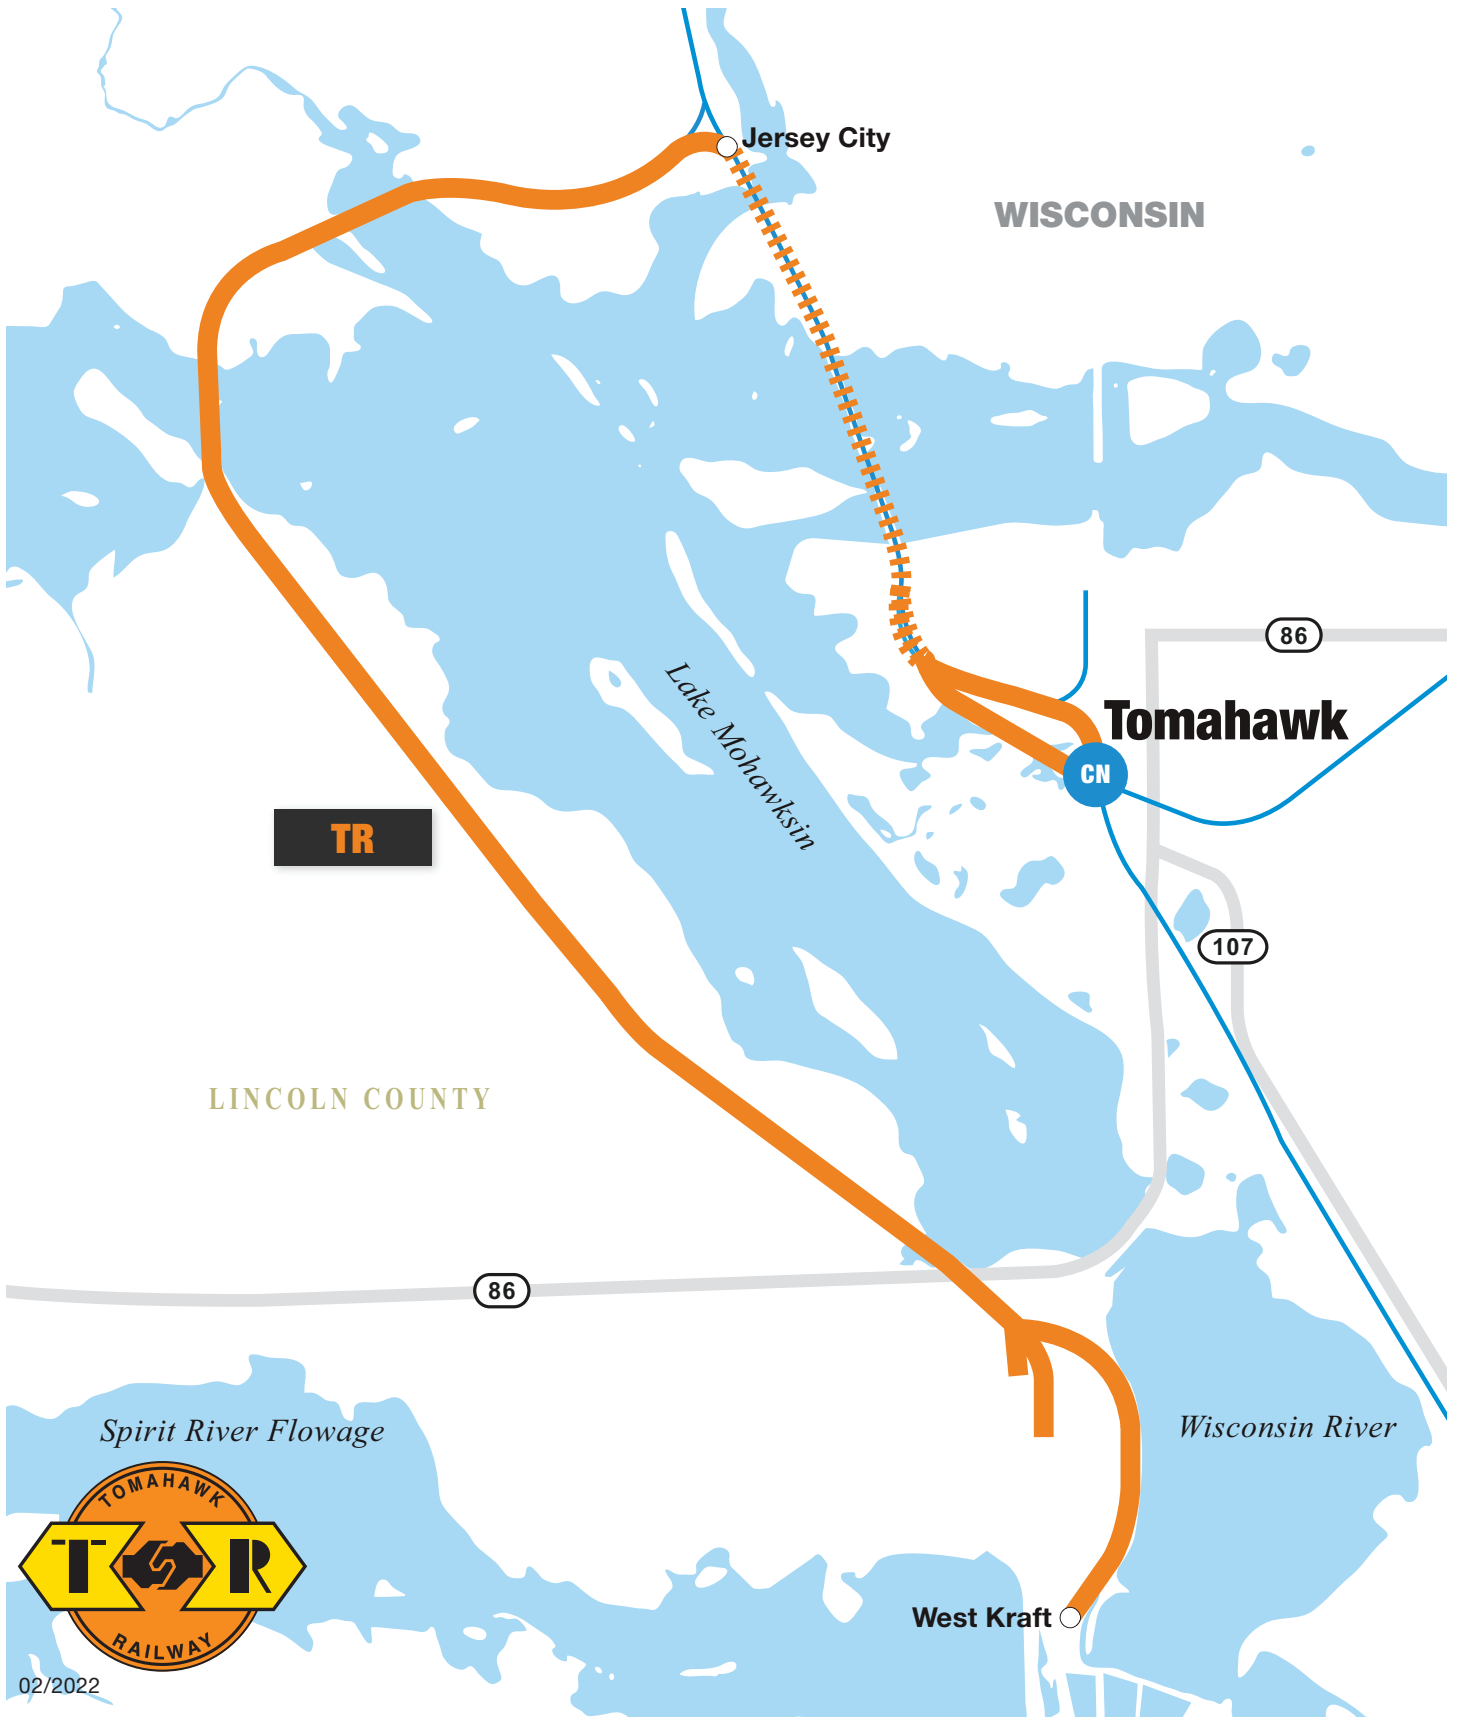 Jersey City
WISCONSIN
86
Tomahawk
CN
Lake Mohawksin
TR
107
LINCOLN COUNTY
86
Spirit River Flowage
Wisconsin River
TOMAHAWK
T R
RAILWAY
West Kraft
02/2022